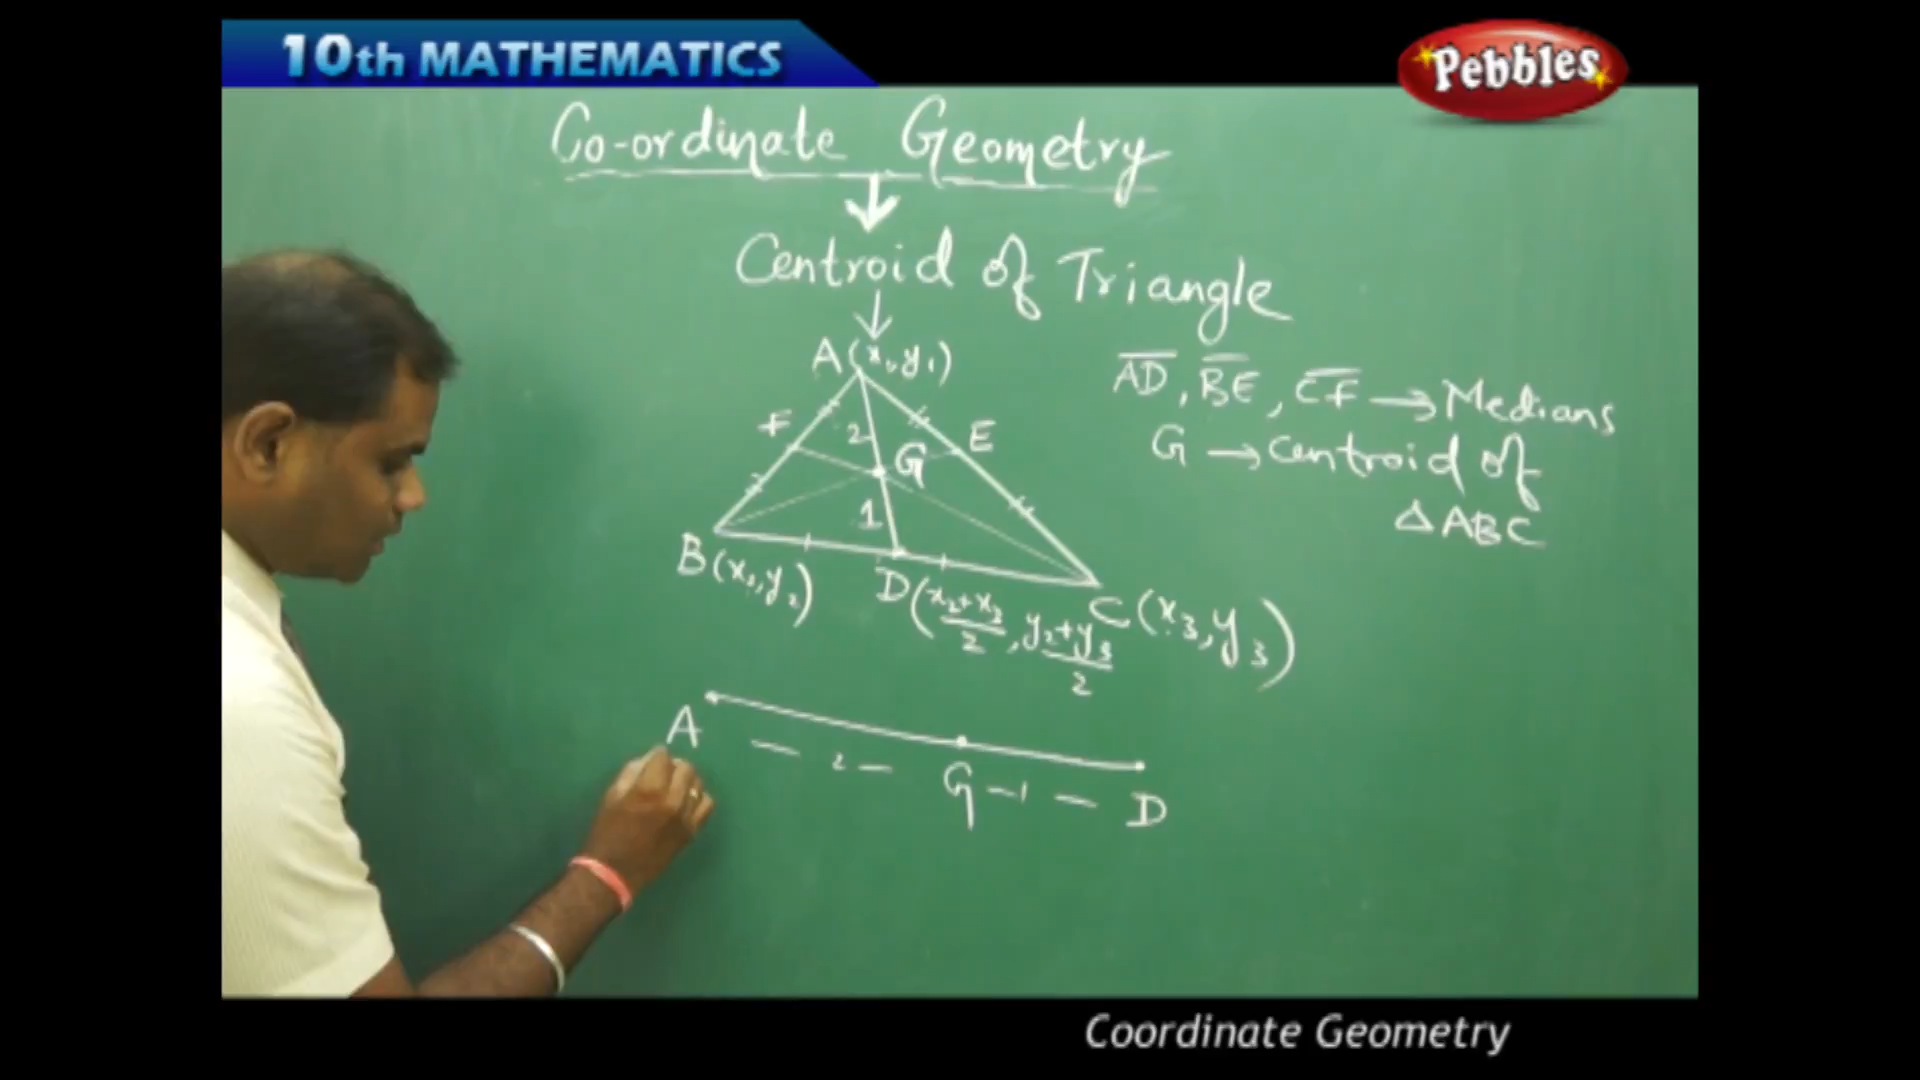 10th MATHEMATICS
Pebbles
Co-ordinate Geometry
Centroid of Triangle
A(x₁, y₁)
AD, BE, CF → Medians
F
2
E
G
G → Centroid of
1
Δ ABC
B(x₂, y₂)
D(x₂+x₃/2, y₂+y₃/2)
C(x₃, y₃)
A
2
G
1
D
Coordinate Geometry